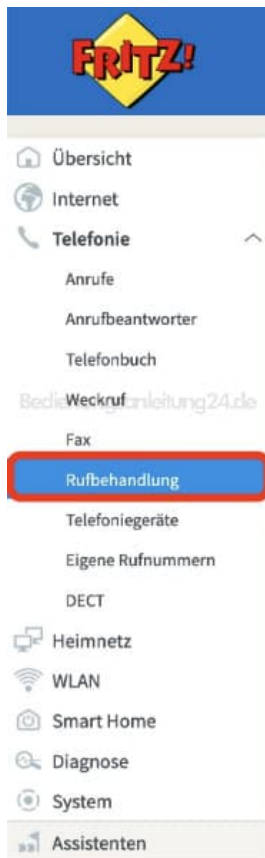 FRITZ!
Übersicht
Internet
Telefonie
Anrufe
Anrufbeantworter
Telefonbuch
Weckruf
Fax
Rufbehandlung
Telefoniegeräte
Eigene Rufnummern
DECT
Heimnetz
WLAN
Smart Home
Diagnose
System
Assistenten